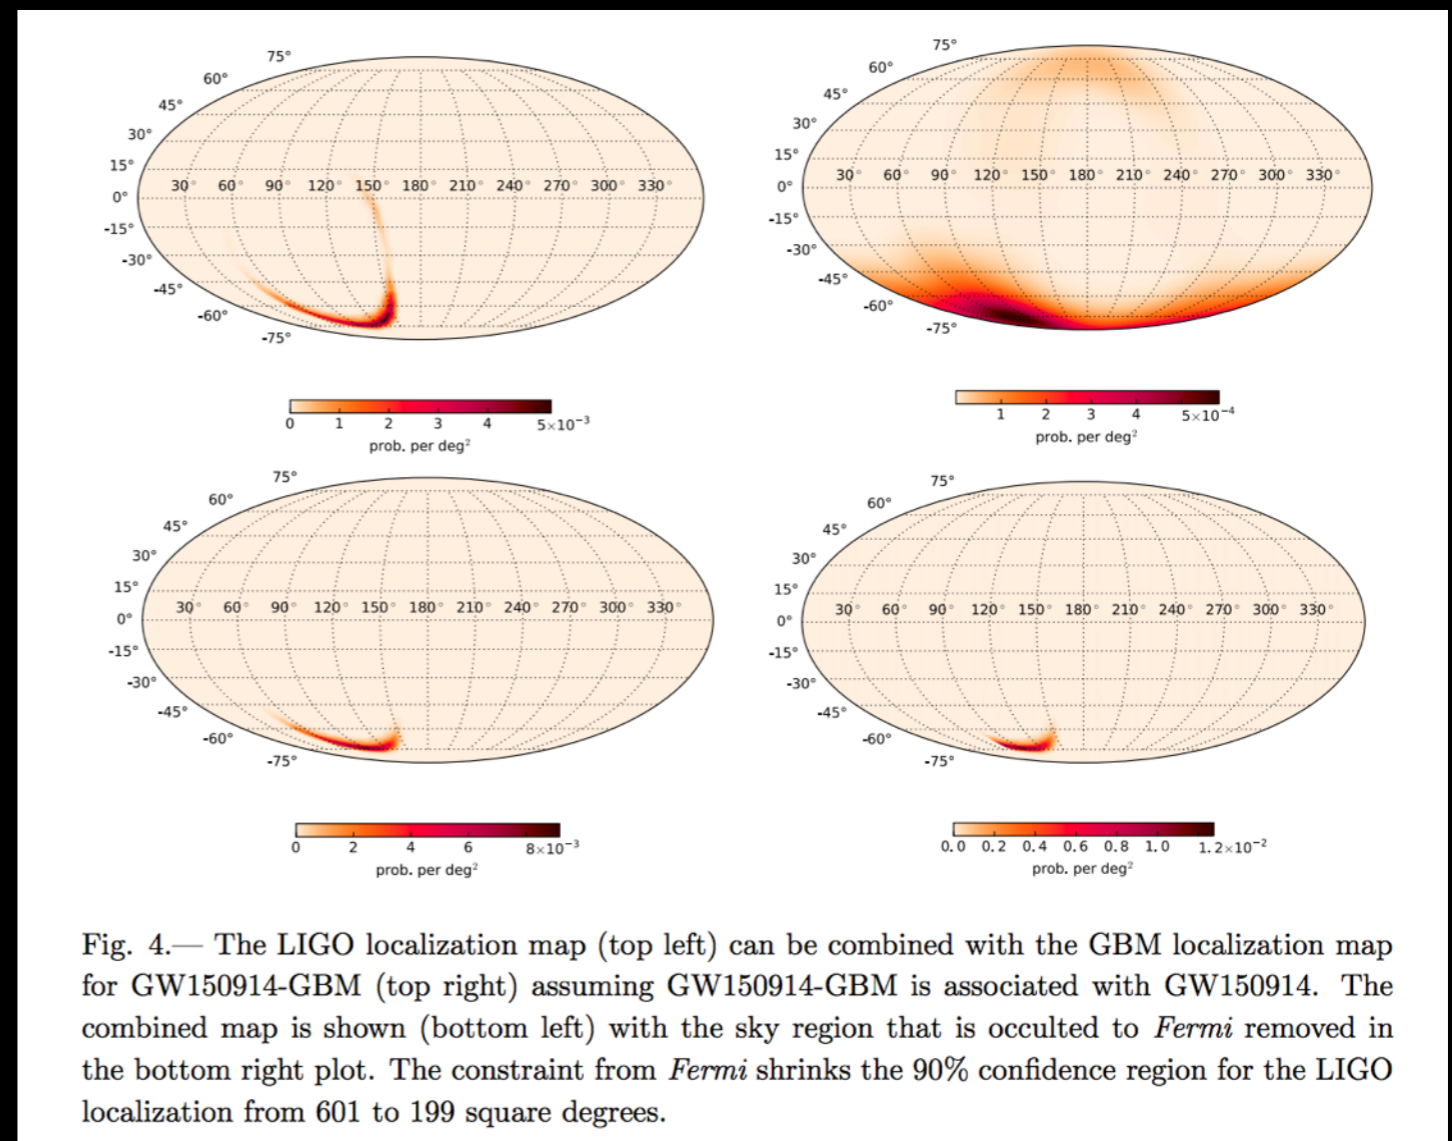 75°
60°
45°
30°
15°
0°
-15°
-30°
-45°
-60°
-75°
30° 60° 90° 120° 150° 180° 210° 240° 270° 300° 330°
0 1 2 3 4 5×10⁻³
prob. per deg²
75°
60°
45°
30°
15°
0°
-15°
-30°
-45°
-60°
-75°
30° 60° 90° 120° 150° 180° 210° 240° 270° 300° 330°
1 2 3 4 5×10⁻⁴
prob. per deg²
75°
60°
45°
30°
15°
0°
-15°
-30°
-45°
-60°
-75°
30° 60° 90° 120° 150° 180° 210° 240° 270° 300° 330°
0 2 4 6 8×10⁻³
prob. per deg²
75°
60°
45°
30°
15°
0°
-15°
-30°
-45°
-60°
-75°
30° 60° 90° 120° 150° 180° 210° 240° 270° 300° 330°
0.0 0.2 0.4 0.6 0.8 1.0 1.2×10⁻²
prob. per deg²
Fig. 4.— The LIGO localization map (top left) can be combined with the GBM localization map
for GW150914-GBM (top right) assuming GW150914-GBM is associated with GW150914. The
combined map is shown (bottom left) with the sky region that is occulted to Fermi removed in
the bottom right plot. The constraint from Fermi shrinks the 90% confidence region for the LIGO
localization from 601 to 199 square degrees.